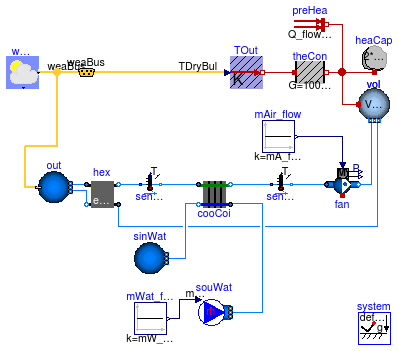 preHea
Q_flow...
w...
weaBus
weaBus
TDryBul
TOut
K
theCon
G=100...
heaCap
vol
V...
mAir_flow
k=mA_f...
P
out
hex
e...
T
sen...
cooCoi
T
sen...
fan
sinWat
mWat_f...
k=mW_...
m...
souWat
system
def...
g